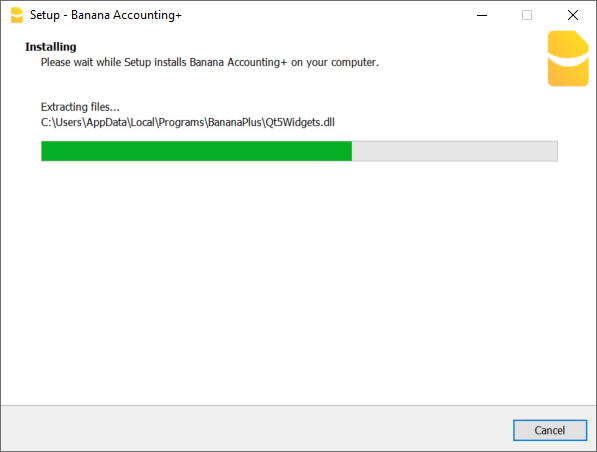 Setup - Banana Accounting+
Installing
Please wait while Setup installs Banana Accounting+ on your computer.
Extracting files...
C:\Users\AppData\Local\Programs\BananaPlus\Qt5Widgets.dll
Cancel